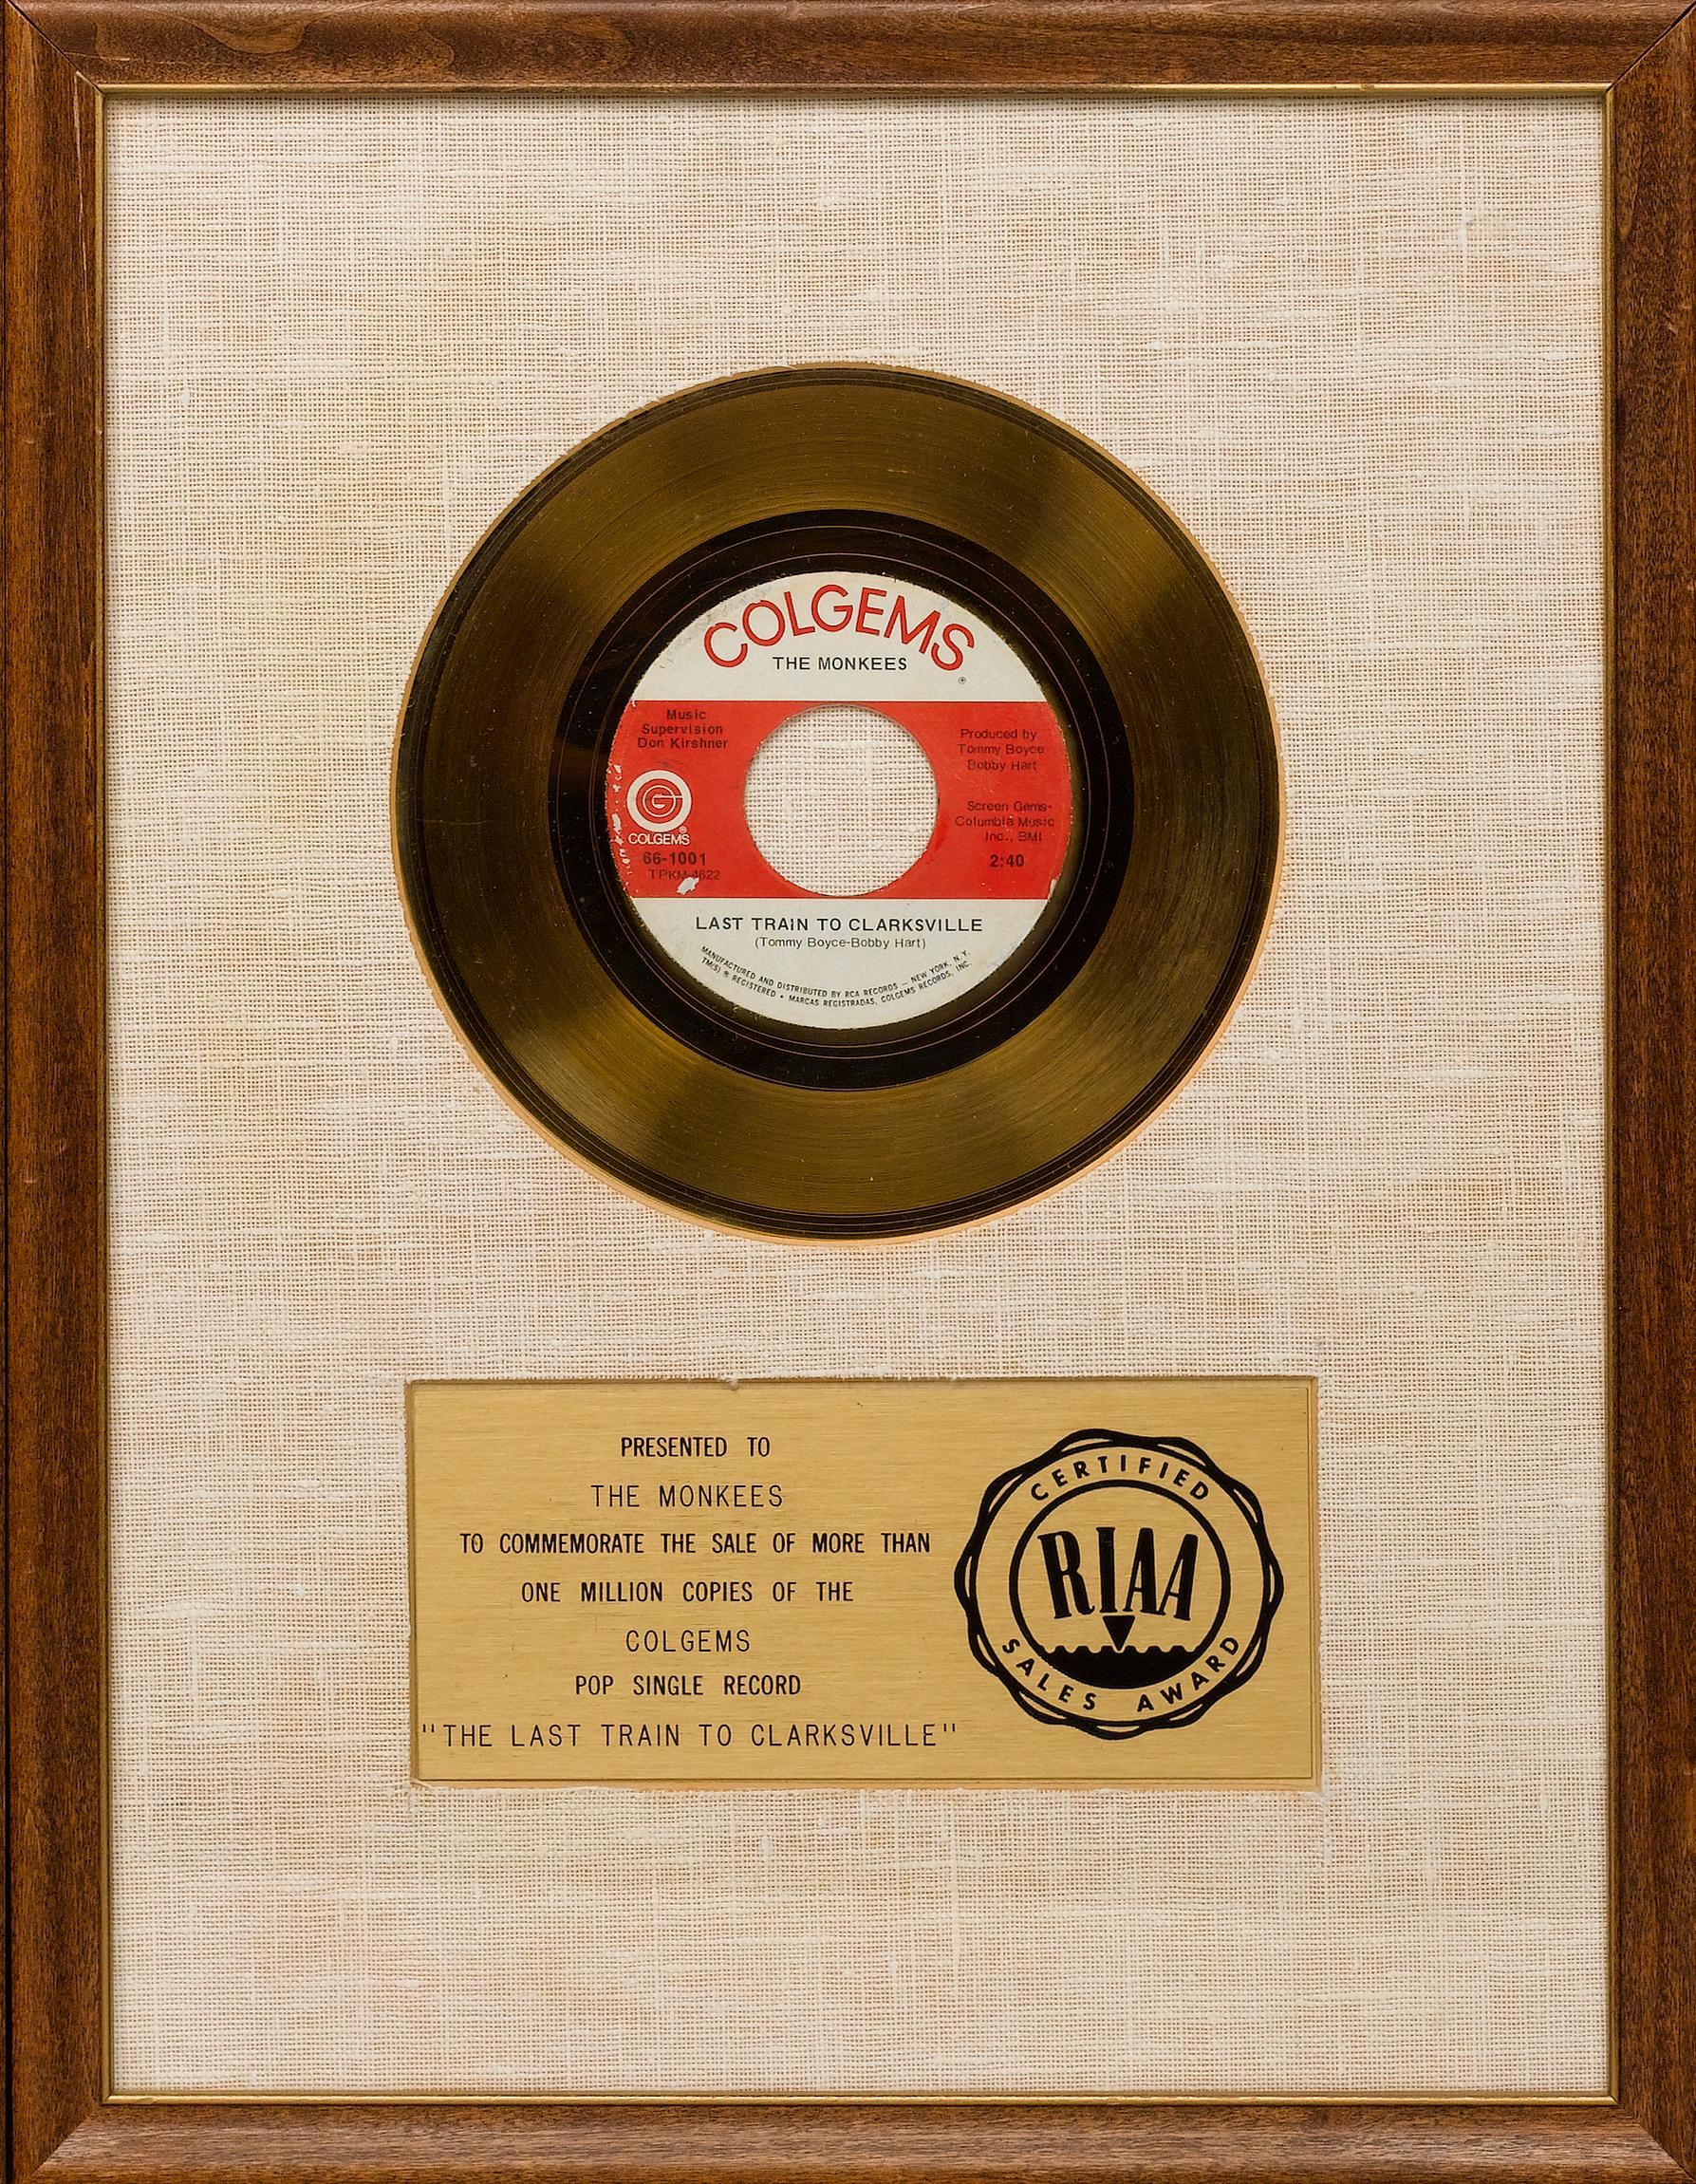 COLGEMS
THE MONKEES
Music
Supervision
Don Kirshner
Produced by
Tommy Boyce
Bobby Hart
G
COLGEMS®
66-1001
TPKM-4622
Screen Gems-
Columbia Music
Inc., BMI
2:40
LAST TRAIN TO CLARKSVILLE
(Tommy Boyce-Bobby Hart)
MANUFACTURED AND DISTRIBUTED BY RCA RECORDS — NEW YORK, N.Y.
TM(S) ® REGISTERED • MARCAS REGISTRADAS, COLGEMS RECORDS, INC.
PRESENTED TO
THE MONKEES
TO COMMEMORATE THE SALE OF MORE THAN
ONE MILLION COPIES OF THE
COLGEMS
POP SINGLE RECORD
"THE LAST TRAIN TO CLARKSVILLE"
CERTIFIED
RIAA
SALES AWARD